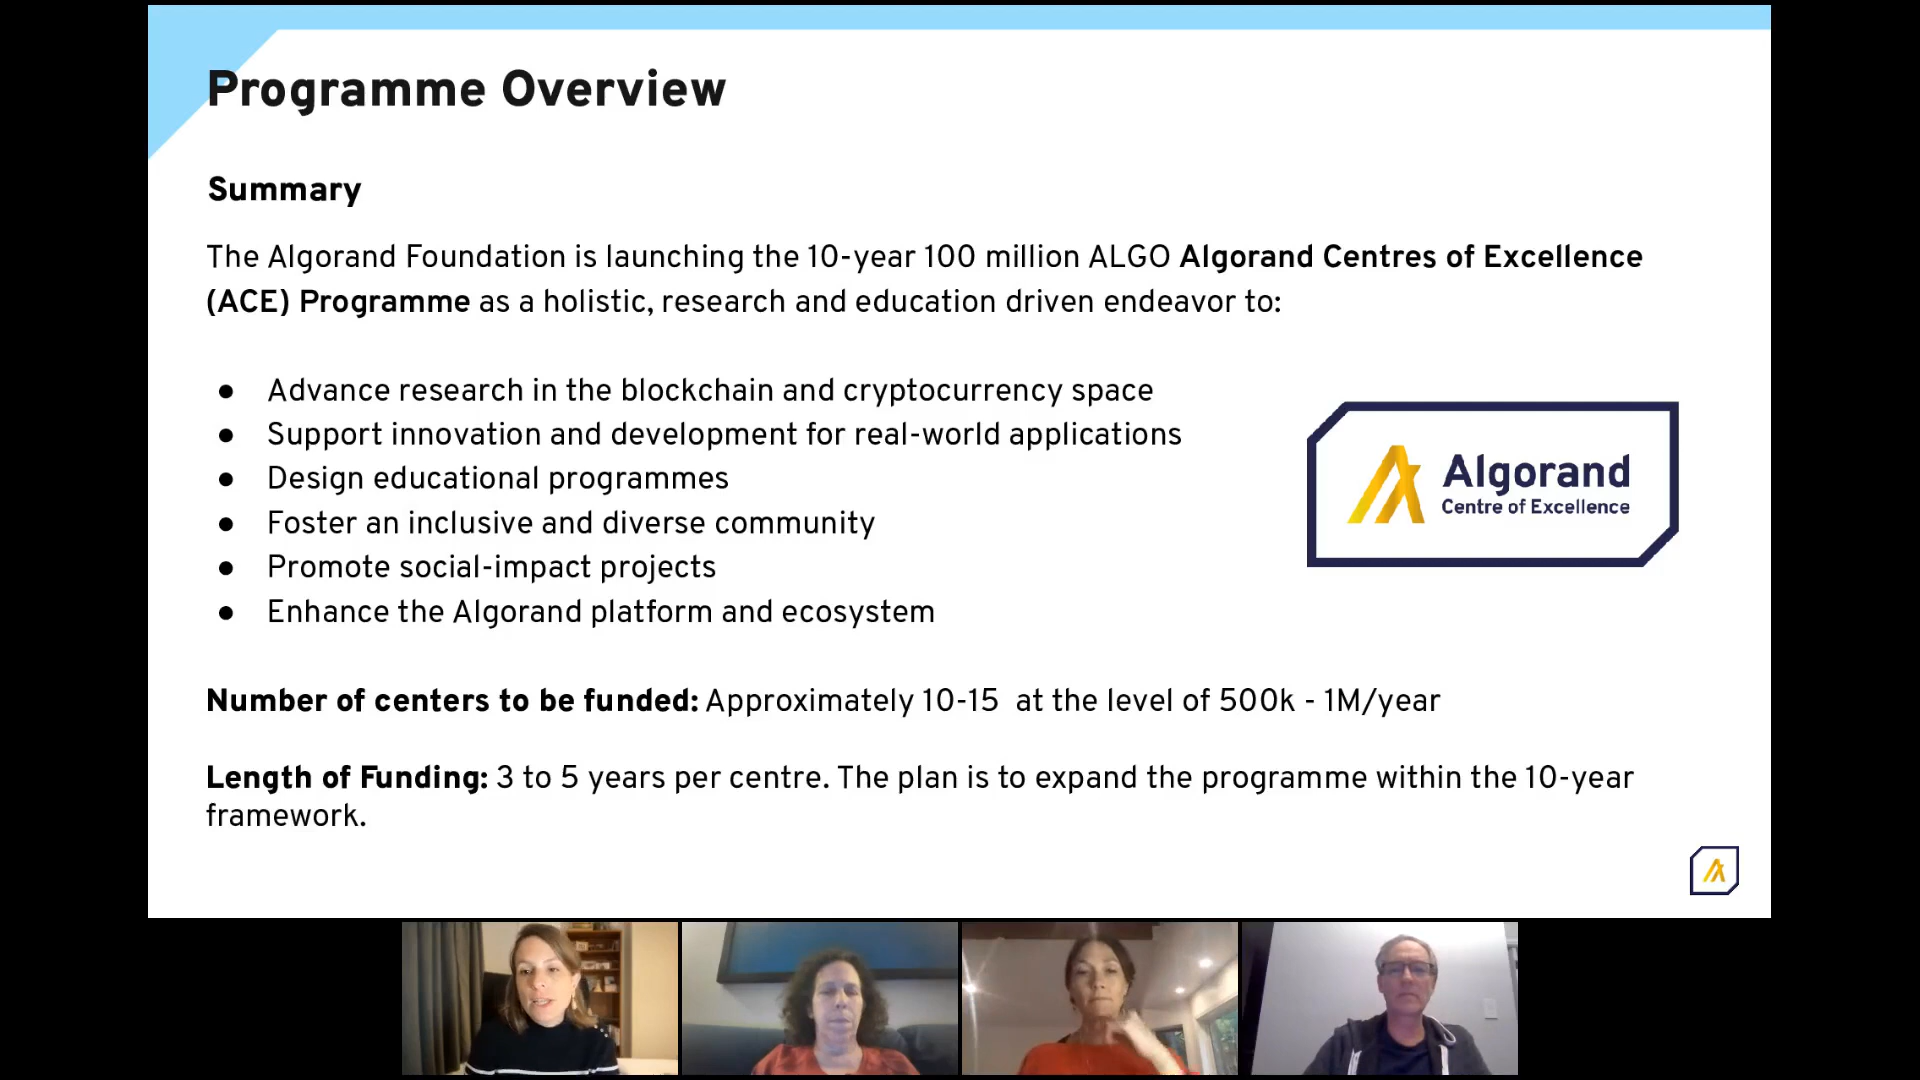 Programme Overview
Summary
The Algorand Foundation is launching the 10-year 100 million ALGO Algorand Centres of Excellence
(ACE) Programme as a holistic, research and education driven endeavor to:
● Advance research in the blockchain and cryptocurrency space
● Support innovation and development for real-world applications
● Design educational programmes
● Foster an inclusive and diverse community
● Promote social-impact projects
● Enhance the Algorand platform and ecosystem
Algorand
Centre of Excellence
Number of centers to be funded: Approximately 10-15 at the level of 500k - 1M/year
Length of Funding: 3 to 5 years per centre. The plan is to expand the programme within the 10-year
framework.